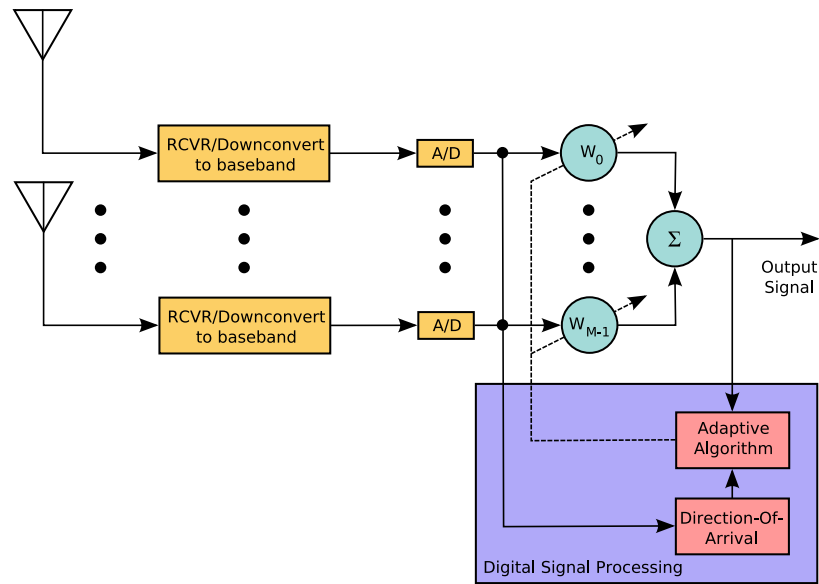 RCVR/Downconvert
to baseband
A/D
W0
Σ
Output
Signal
RCVR/Downconvert
to baseband
A/D
WM-1
Adaptive
Algorithm
Direction-Of-
Arrival
Digital Signal Processing